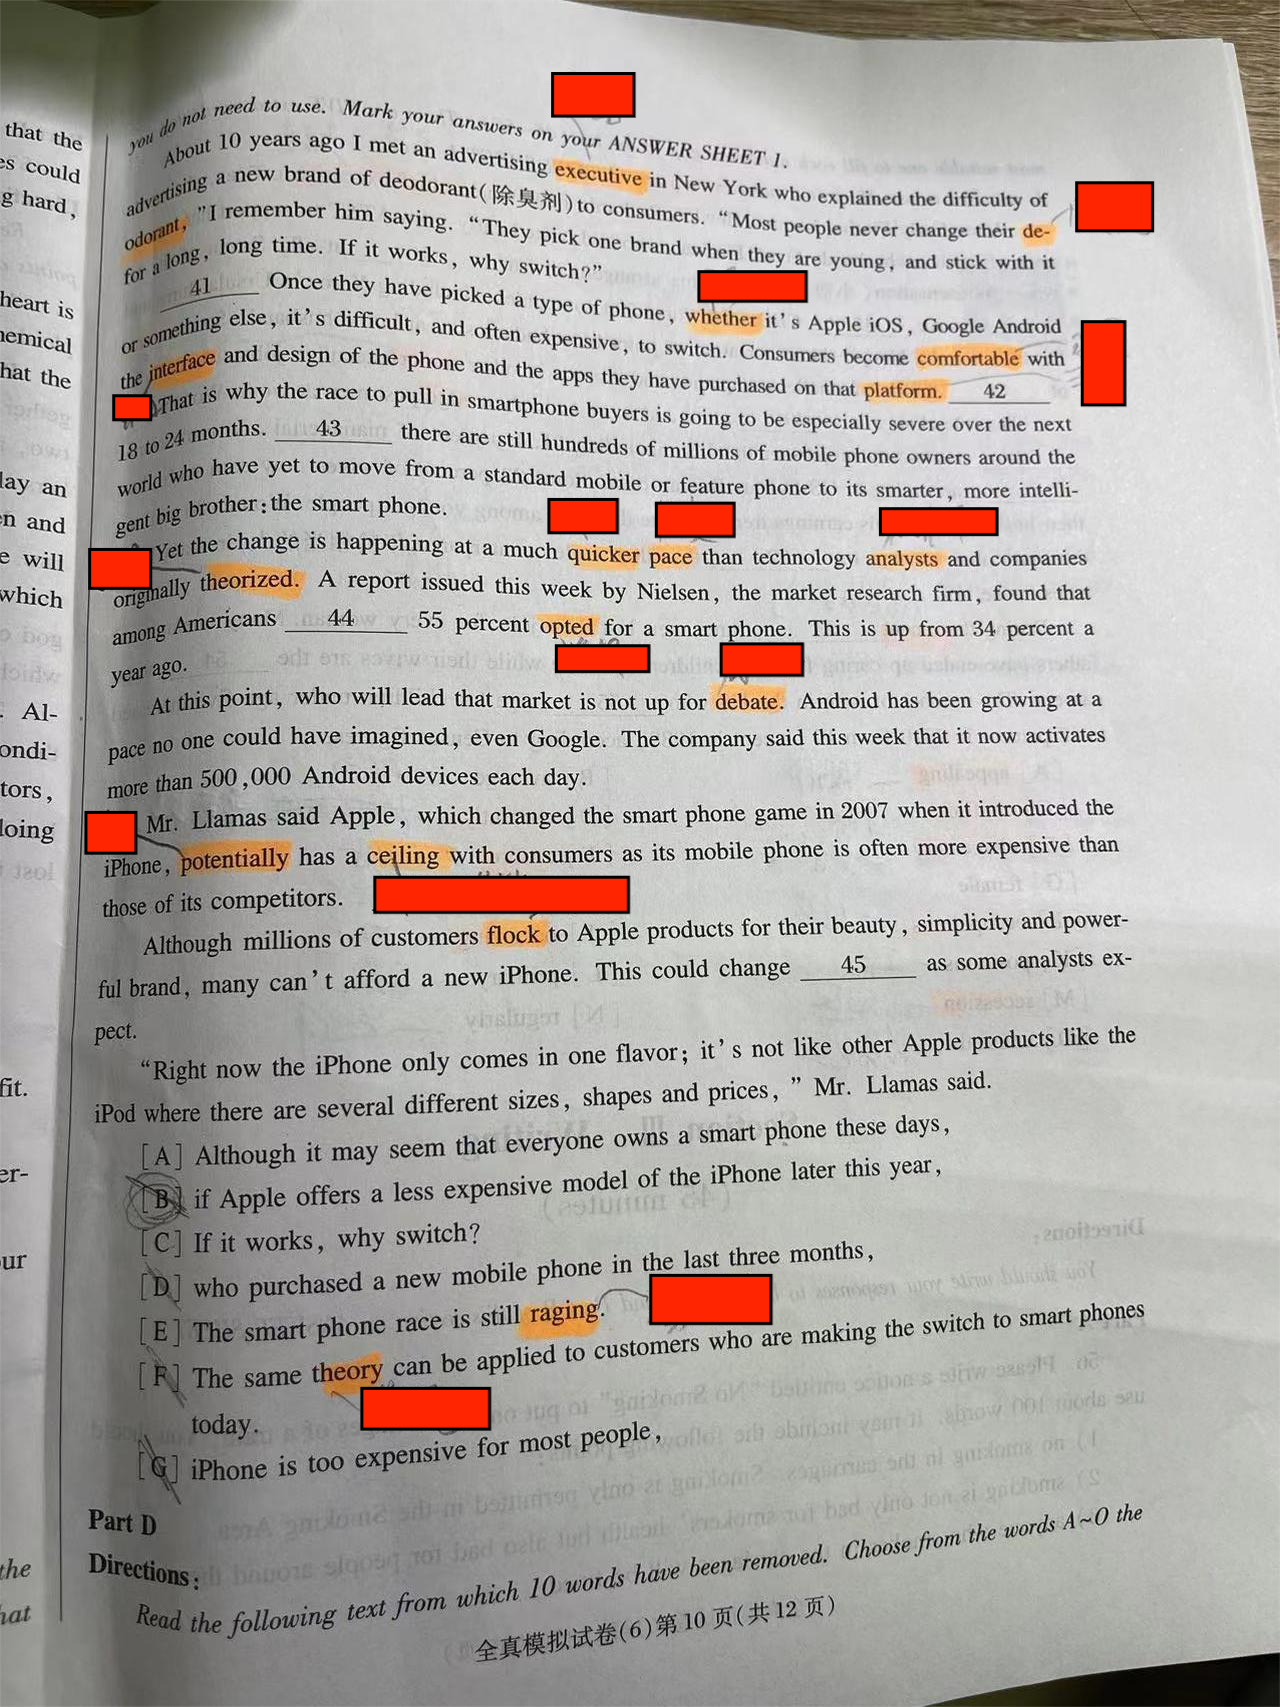 you do not need to use. Mark your answers on your ANSWER SHEET 1.
About 10 years ago I met an advertising executive in New York who explained the difficulty of
advertising a new brand of deodorant(除臭剂)to consumers. “Most people never change their de-
odorant, ”I remember him saying. “They pick one brand when they are young, and stick with it
for a long, long time. If it works, why switch?”
41 Once they have picked a type of phone, whether it’s Apple iOS, Google Android
or something else, it’s difficult, and often expensive, to switch. Consumers become comfortable with
the interface and design of the phone and the apps they have purchased on that platform. 42
That is why the race to pull in smartphone buyers is going to be especially severe over the next
18 to 24 months. 43 there are still hundreds of millions of mobile phone owners around the
world who have yet to move from a standard mobile or feature phone to its smarter, more intelli-
gent big brother: the smart phone.
Yet the change is happening at a much quicker pace than technology analysts and companies
originally theorized. A report issued this week by Nielsen, the market research firm, found that
among Americans 44 55 percent opted for a smart phone. This is up from 34 percent a
year ago.
At this point, who will lead that market is not up for debate. Android has been growing at a
pace no one could have imagined, even Google. The company said this week that it now activates
more than 500,000 Android devices each day.
Mr. Llamas said Apple, which changed the smart phone game in 2007 when it introduced the
iPhone, potentially has a ceiling with consumers as its mobile phone is often more expensive than
those of its competitors.
Although millions of customers flock to Apple products for their beauty, simplicity and power-
ful brand, many can’t afford a new iPhone. This could change 45 as some analysts ex-
pect.
“Right now the iPhone only comes in one flavor; it’s not like other Apple products like the
iPod where there are several different sizes, shapes and prices, ” Mr. Llamas said.
[A] Although it may seem that everyone owns a smart phone these days,
[B] if Apple offers a less expensive model of the iPhone later this year,
[C] If it works, why switch?
[D] who purchased a new mobile phone in the last three months,
[E] The smart phone race is still raging.
[F] The same theory can be applied to customers who are making the switch to smart phones
today.
[G] iPhone is too expensive for most people,
Part D
Directions:
Read the following text from which 10 words have been removed. Choose from the words A~O the
全真模拟试卷(6)第 10 页(共 12 页)
that the
es could
g hard,
heart is
hemical
hat the
lay an
en and
e will
which
. Al-
ondi-
tors,
loing
fit.
er-
our
the
hat